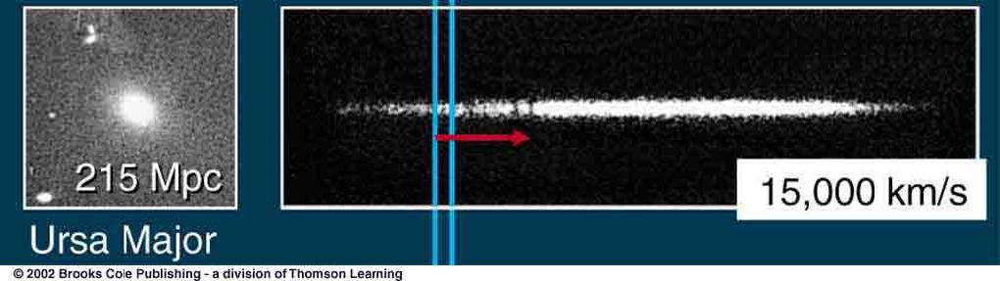 215 Mpc
15,000 km/s
Ursa Major
© 2002 Brooks Cole Publishing - a division of Thomson Learning